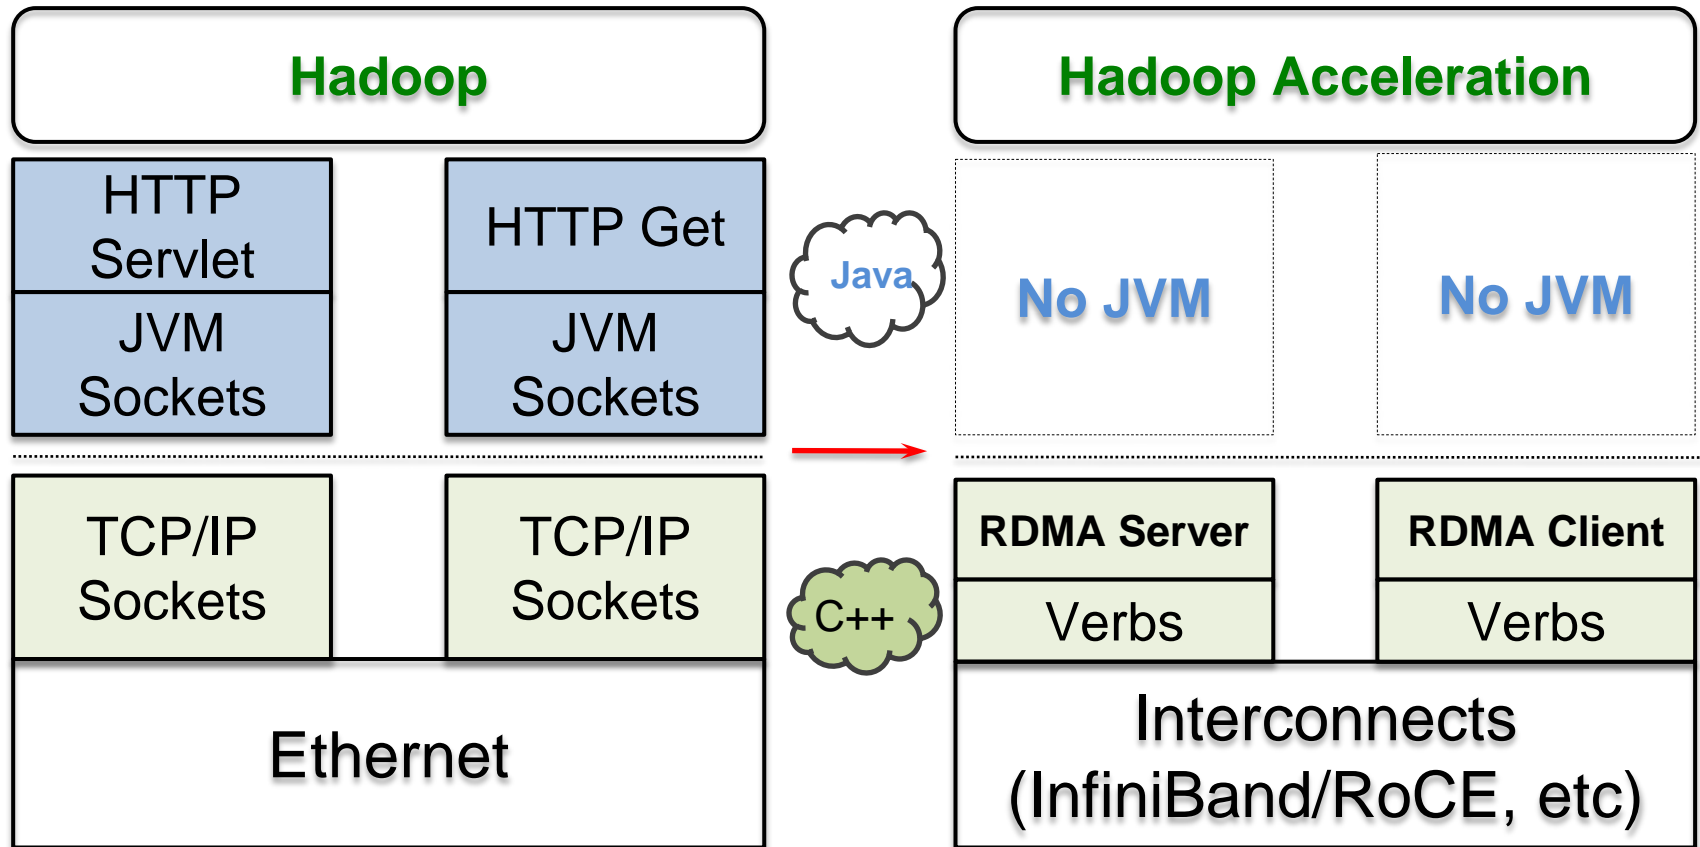 Hadoop
HTTP
Servlet
JVM
Sockets
HTTP Get
JVM
Sockets
TCP/IP
Sockets
TCP/IP
Sockets
Ethernet
Java
C++
Hadoop Acceleration
No JVM
No JVM
RDMA Server
Verbs
RDMA Client
Verbs
Interconnects
(InfiniBand/RoCE, etc)